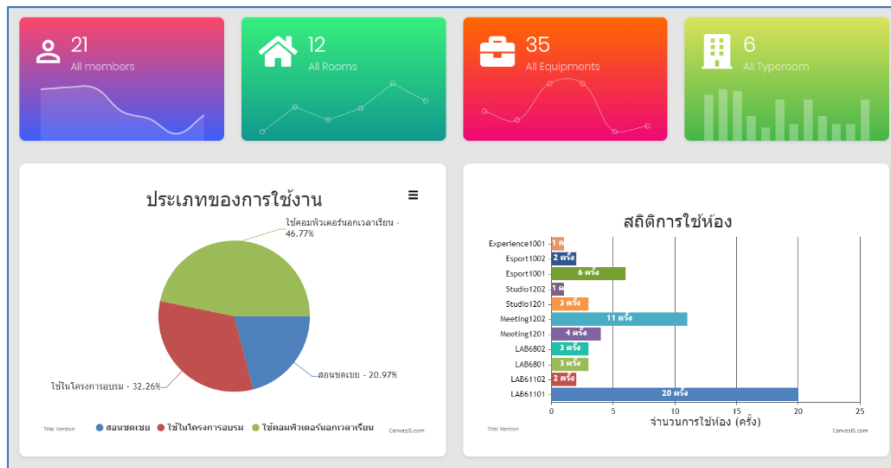 21
All members
12
All Rooms
35
All Equipments
6
All Typeroom
ประเภทของการใช้งาน
ใช้คอมพิวเตอร์นอกเวลาเรียน -
46.77%
ใช้ในโครงการอบรม - 32.26%
สอนชดเชย - 20.97%
Trial Version
สอนชดเชย ใช้ในโครงการอบรม ใช้คอมพิวเตอร์นอกเวลาเรียน
CanvasJS.com
สถิติการใช้ห้อง
Experience1001 1 ค
Esport1002 2 ครั้ง
Esport1001 6 ครั้ง
Studio1202 1 ค
Studio1201 3 ครั้ง
Meeting1202 11 ครั้ง
Meeting1201 4 ครั้ง
LAB6802 3 ครั้ง
LAB6801 3 ครั้ง
LAB61102 2 ครั้ง
LAB61101 20 ครั้ง
0 5 10 15 20 25
จำนวนการใช้ห้อง (ครั้ง)
Trial Version
CanvasJS.com